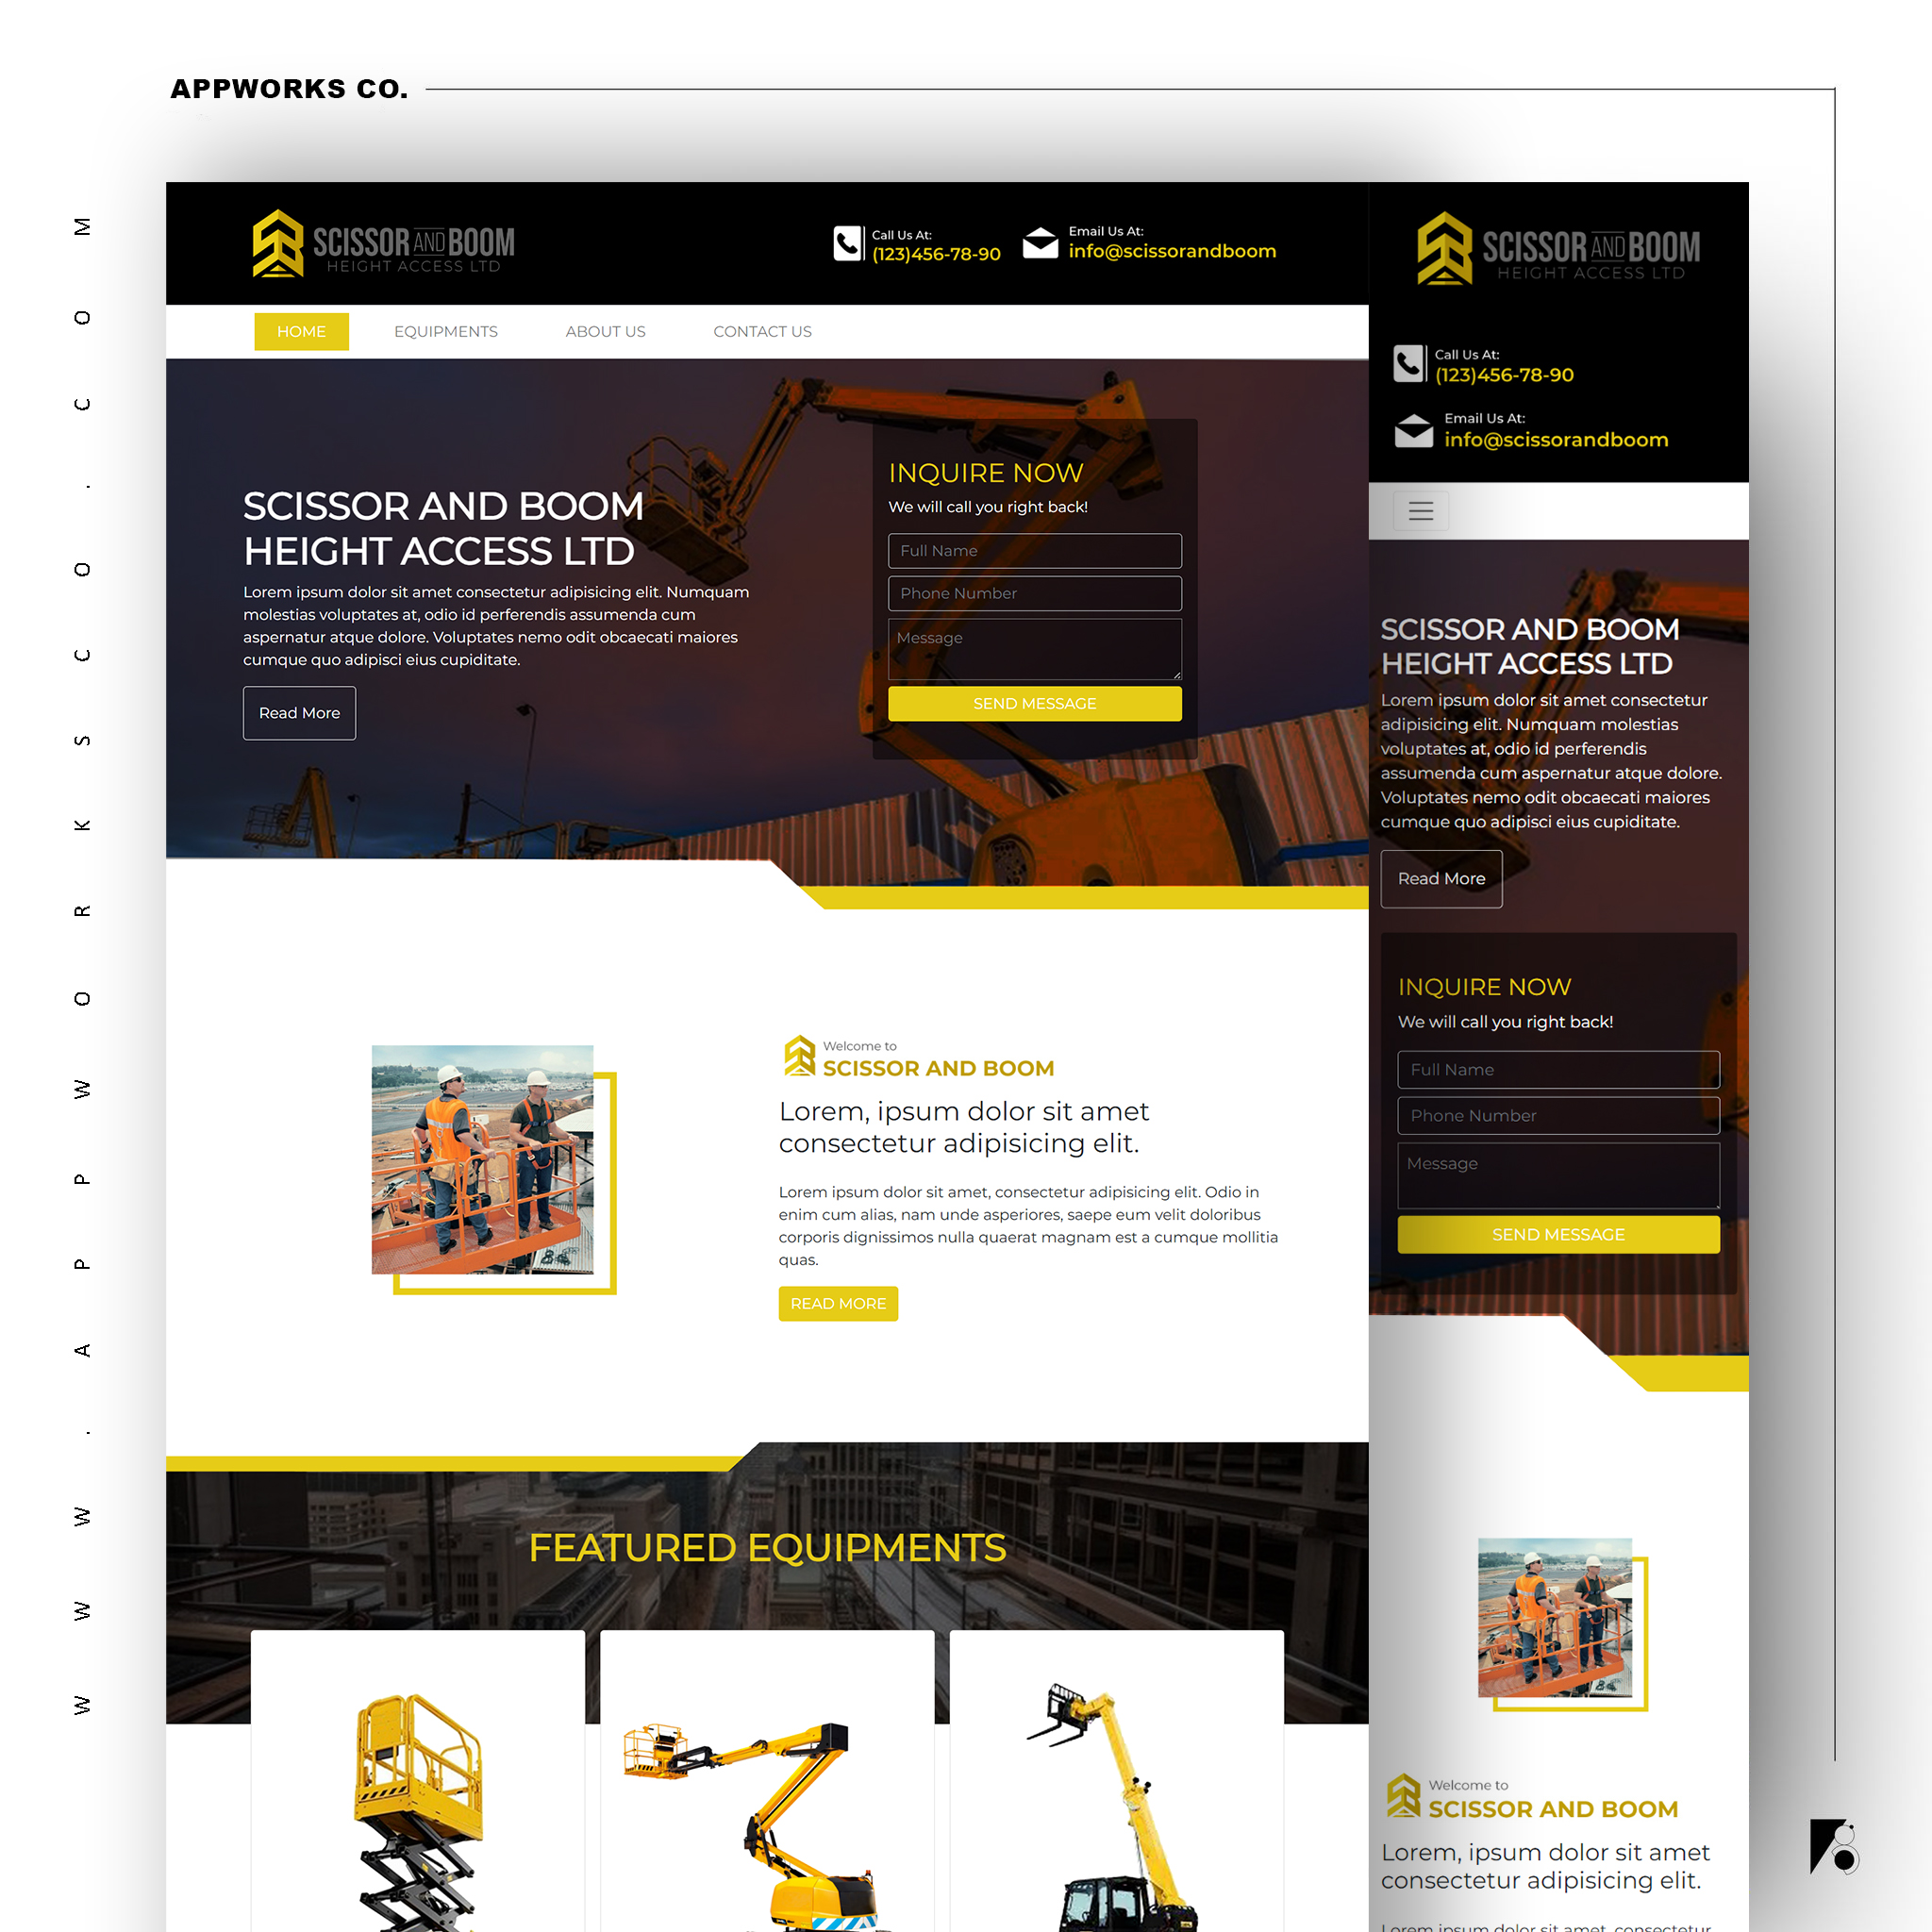 APPWORKS CO.
WWW.APPWORKSCO.COM
SCISSOR AND BOOM
HEIGHT ACCESS LTD
Call Us At:
(123)456-78-90
Email Us At:
info@scissorandboom
HOME
EQUIPMENTS
ABOUT US
CONTACT US
SCISSOR AND BOOM
HEIGHT ACCESS LTD
Lorem ipsum dolor sit amet consectetur adipisicing elit. Numquam
molestias voluptates at, odio id perferendis assumenda cum
aspernatur atque dolore. Voluptates nemo odit obcaecati maiores
cumque quo adipisci eius cupiditate.
Read More
INQUIRE NOW
We will call you right back!
Full Name
Phone Number
Message
SEND MESSAGE
Welcome to
SCISSOR AND BOOM
Lorem, ipsum dolor sit amet
consectetur adipisicing elit.
Lorem ipsum dolor sit amet, consectetur adipisicing elit. Odio in
enim cum alias, nam unde asperiores, saepe eum velit doloribus
corporis dignissimos nulla quaerat magnam est a cumque mollitia
quas.
READ MORE
FEATURED EQUIPMENTS
SCISSOR AND BOOM
HEIGHT ACCESS LTD
Call Us At:
(123)456-78-90
Email Us At:
info@scissorandboom
SCISSOR AND BOOM
HEIGHT ACCESS LTD
Lorem ipsum dolor sit amet consectetur
adipisicing elit. Numquam molestias
voluptates at, odio id perferendis
assumenda cum aspernatur atque dolore.
Voluptates nemo odit obcaecati maiores
cumque quo adipisci eius cupiditate.
Read More
INQUIRE NOW
We will call you right back!
Full Name
Phone Number
Message
SEND MESSAGE
Welcome to
SCISSOR AND BOOM
Lorem, ipsum dolor sit amet
consectetur adipisicing elit.
Lorem ipsum dolor sit amet, consectetur